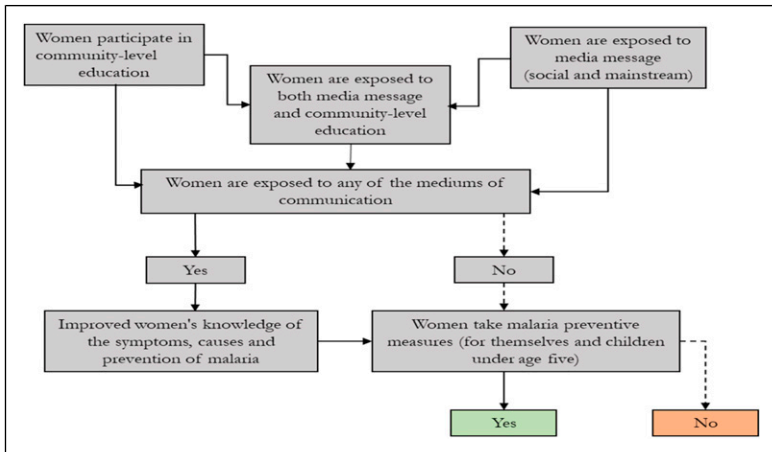 Women participate in
community-level
education
Women are exposed to
media message
(social and mainstream)
Women are exposed to
both media message
and community-level
education
Women are exposed to any of the mediums of
communication
Yes
No
Improved women's knowledge of
the symptoms, causes and
prevention of malaria
Women take malaria preventive
measures (for themselves and children
under age five)
Yes
No